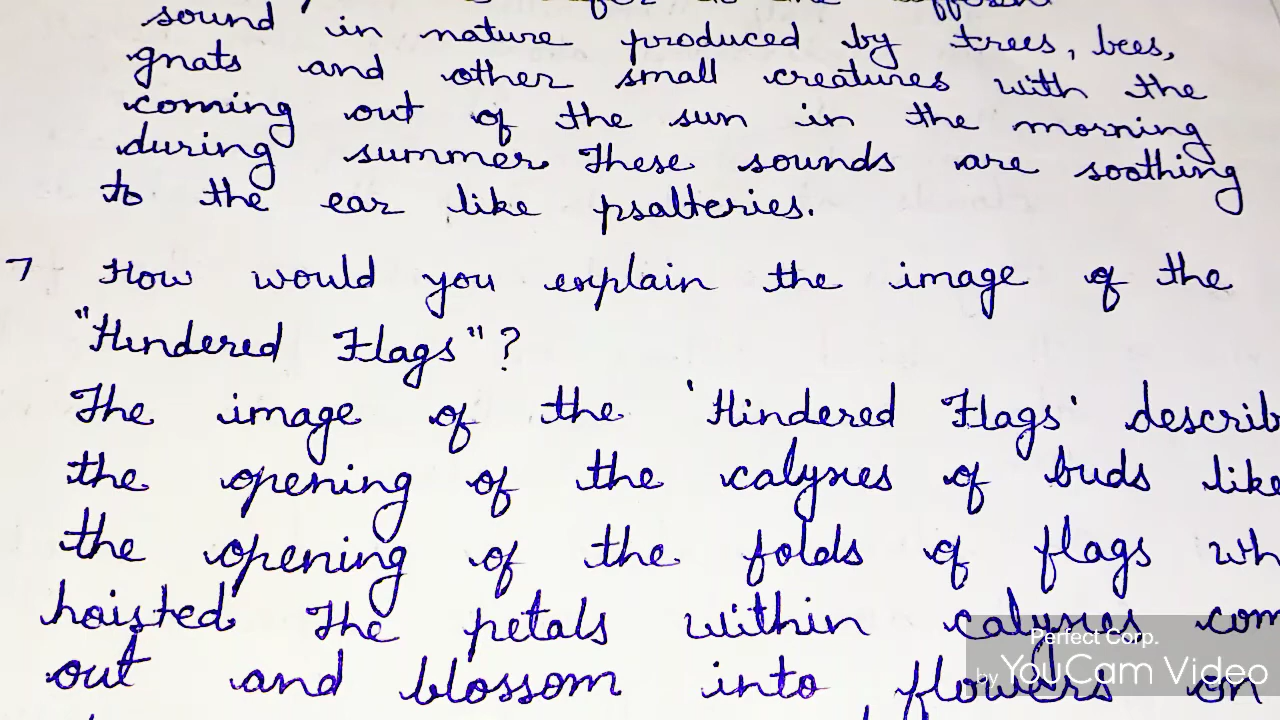 sound in nature produced by trees, bees,
gnats and other small creatures with the
coming out of the sun in the morning
during summer. These sounds are soothing
to the ear like psalteries.
7 How would you explain the image of the
"Hindered Flags"?
The image of the 'Hindered Flags' describ
the opening of the calyxes of buds like
the opening of the folds of flags wh
hoisted. The petals within calyxes com
out and blossom into flowers on
Perfect Corp.
by YouCam Video